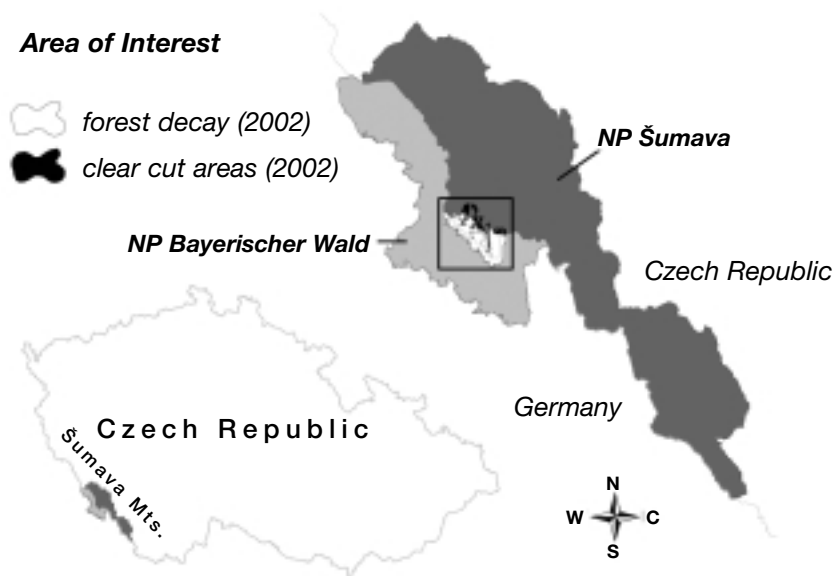 Area of Interest
forest decay (2002)
clear cut areas (2002)
NP Šumava
NP Bayerischer Wald
Czech Republic
Germany
Czech Republic
Šumava Mts.
N
W C
S